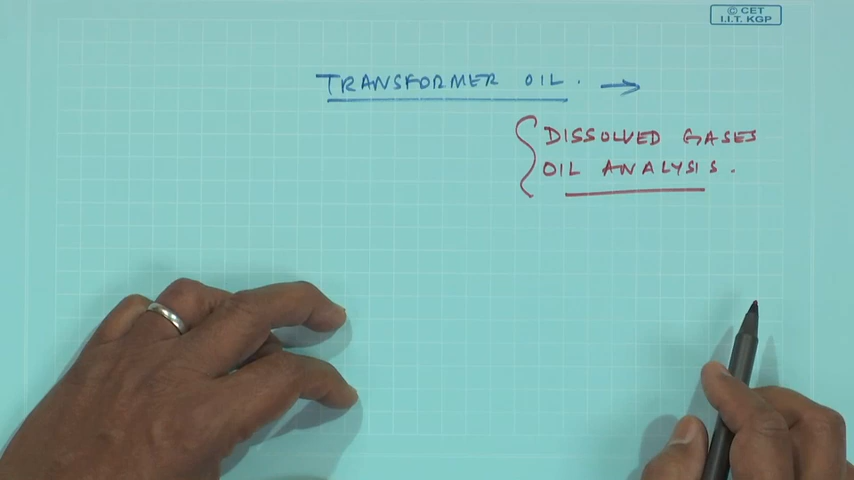 © CET
I.I.T. KGP
TRANSFORMER OIL. →
DISSOLVED GASES
OIL ANALYSIS.